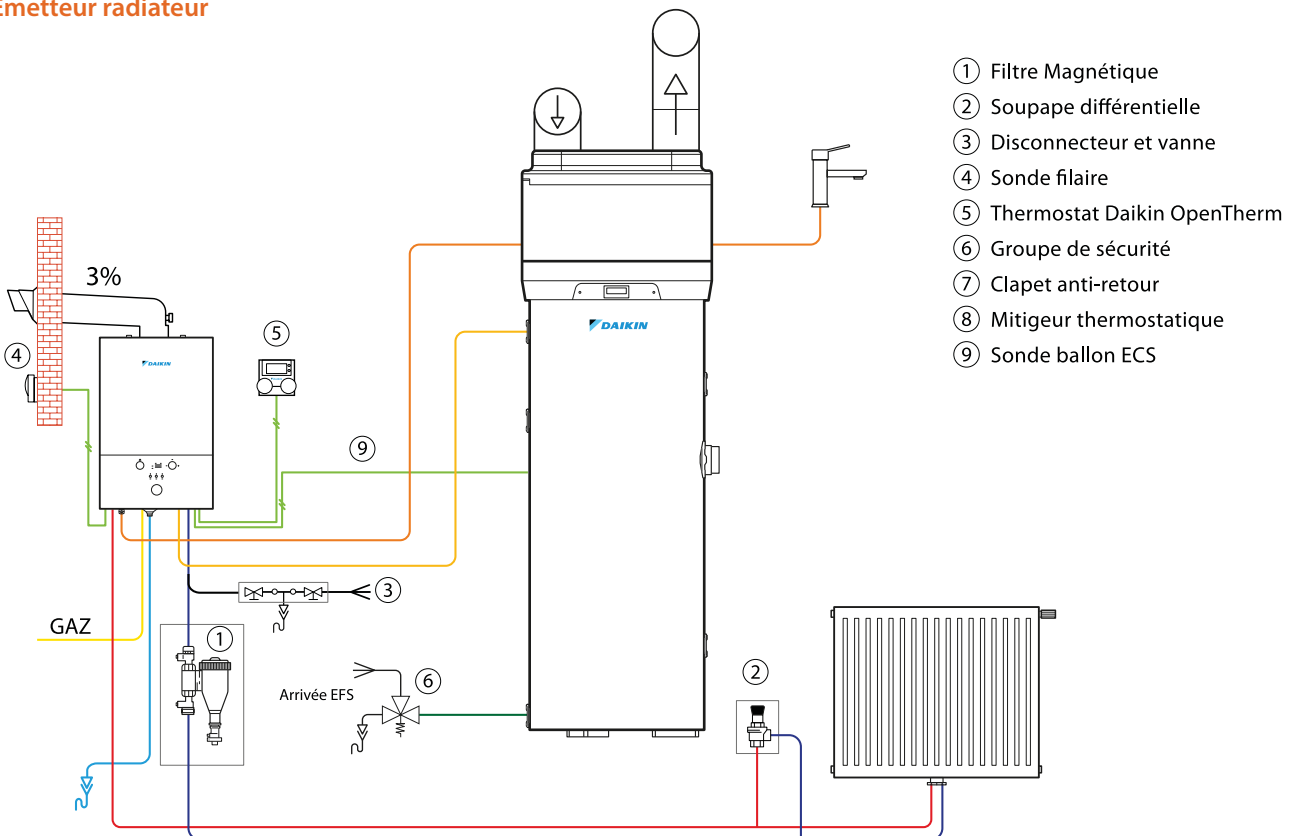 Émetteur radiateur
① Filtre Magnétique
② Soupape différentielle
③ Disconnecteur et vanne
④ Sonde filaire
⑤ Thermostat Daikin OpenTherm
⑥ Groupe de sécurité
⑦ Clapet anti-retour
⑧ Mitigeur thermostatique
⑨ Sonde ballon ECS
3%
④
DAIKIN
⑤
DAIKIN
⑨
③
GAZ
①
Arrivée EFS
⑥
②